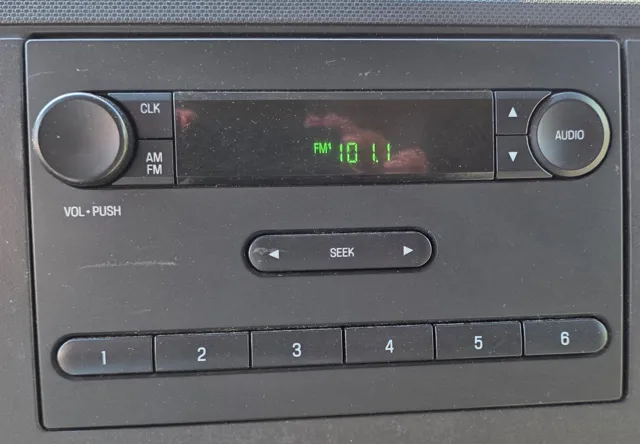 CLK
▲
FM1 101.1
AUDIO
AM
FM
▼
VOL • PUSH
◄ SEEK ►
1 2 3 4 5 6